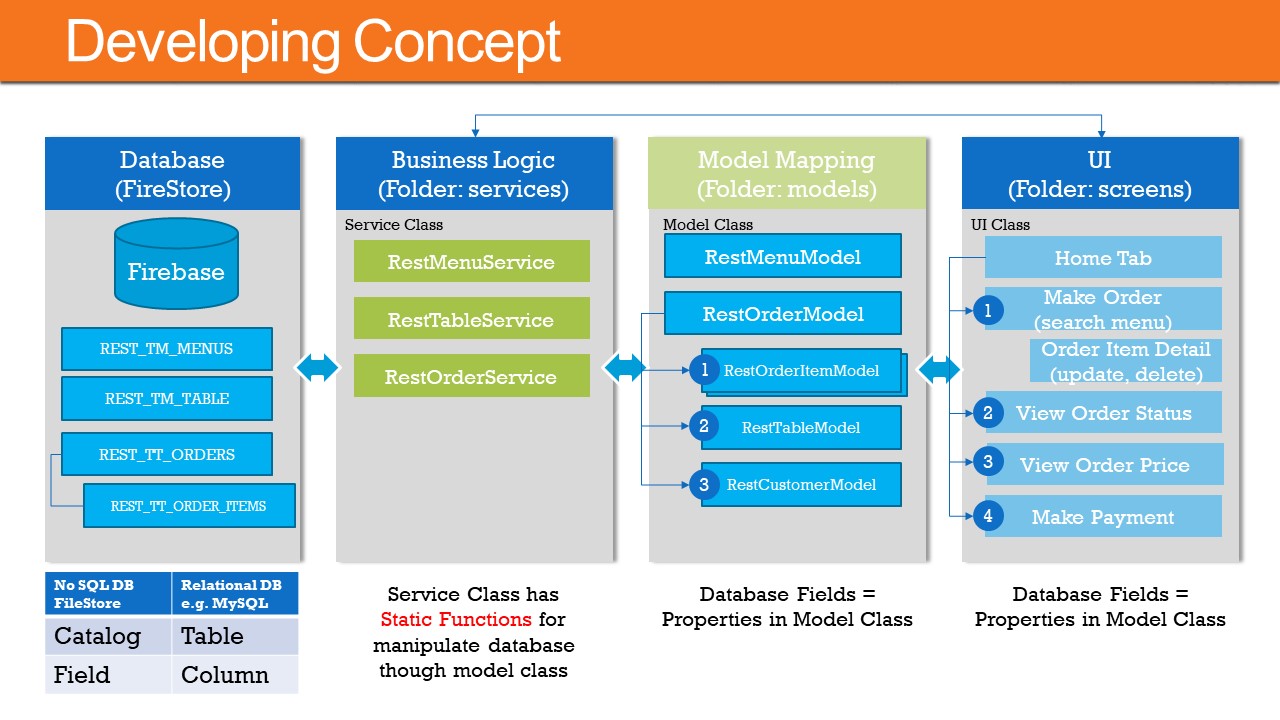 Developing Concept
Database
(FireStore)
Firebase
REST_TM_MENUS
REST_TM_TABLE
REST_TT_ORDERS
REST_TT_ORDER_ITEMS
No SQL DB
FileStore
Relational DB
e.g. MySQL
Catalog
Table
Field
Column
Business Logic
(Folder: services)
Service Class
RestMenuService
RestTableService
RestOrderService
Service Class has
Static Functions for
manipulate database
though model class
Model Mapping
(Folder: models)
Model Class
RestMenuModel
RestOrderModel
1
RestOrderItemModel
2
RestTableModel
3
RestCustomerModel
Database Fields =
Properties in Model Class
UI
(Folder: screens)
UI Class
Home Tab
1
Make Order
(search menu)
Order Item Detail
(update, delete)
2
View Order Status
3
View Order Price
4
Make Payment
Database Fields =
Properties in Model Class